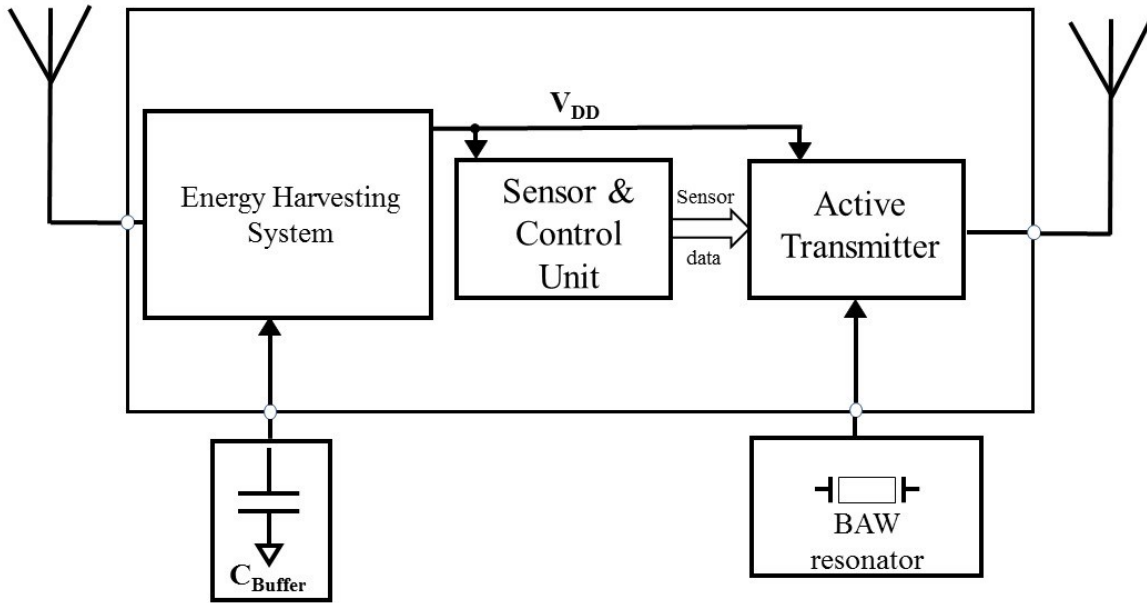 V_DD
Energy Harvesting
System
Sensor &
Control
Unit
Sensor
data
Active
Transmitter
C_Buffer
BAW
resonator